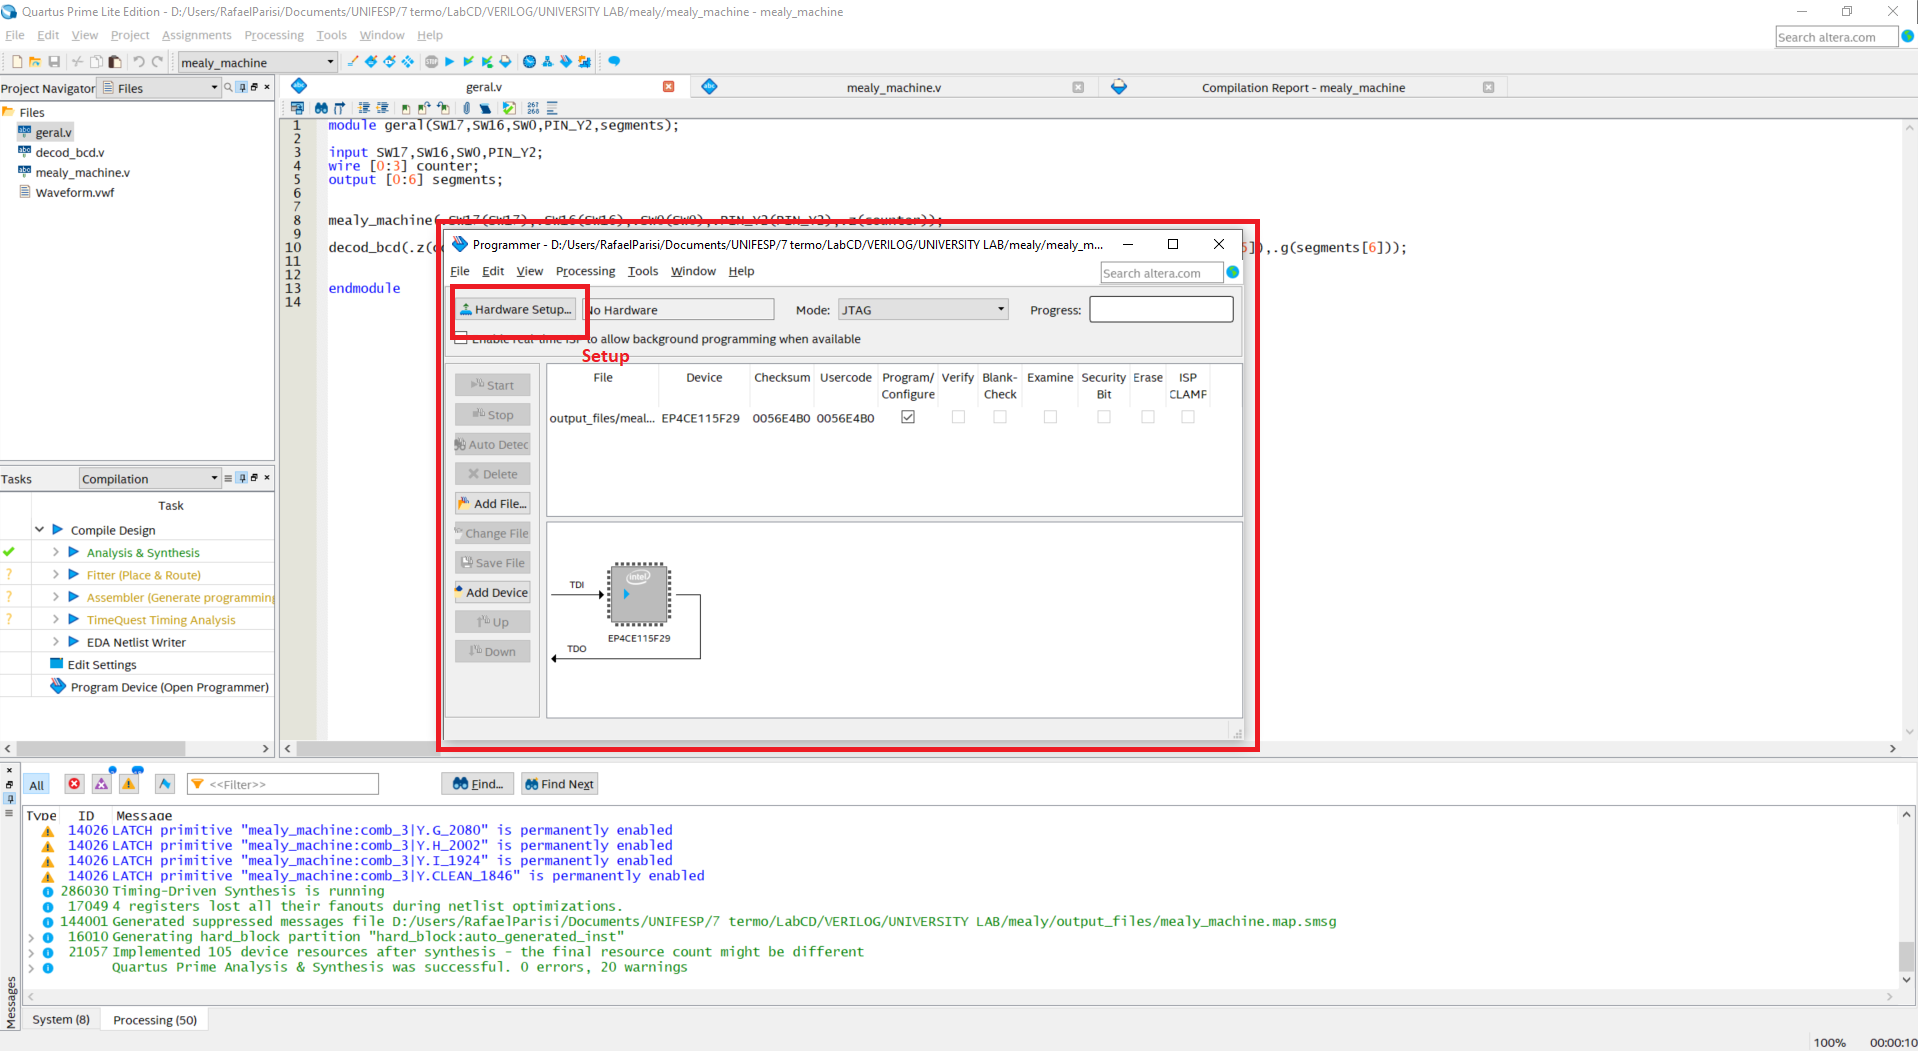 Quartus Prime Lite Edition - D:/Users/RafaelParisi/Documents/UNIFESP/7 termo/LabCD/VERILOG/UNIVERSITY LAB/mealy/mealy_machine - mealy_machine
File Edit View Project Assignments Processing Tools Window Help
Search altera.com
mealy_machine
Project Navigator Files
geral.v
mealy_machine.v
Compilation Report - mealy_machine
Files
geral.v
decod_bcd.v
mealy_machine.v
Waveform.vwf
267
268
1 module geral(SW17,SW16,SW0,PIN_Y2,segments);
2
3 input SW17,SW16,SW0,PIN_Y2;
4 wire [0:3] counter;
5 output [0:6] segments;
6
7
8 mealy_machine(.SW17(SW17),.SW16(SW16),.SW0(SW0),.PIN_Y2(PIN_Y2),.z(counter));
9
10 decod_bcd(.z(co ]),.g(segments[6]));
11
12
13 endmodule
14
Programmer - D:/Users/RafaelParisi/Documents/UNIFESP/7 termo/LabCD/VERILOG/UNIVERSITY LAB/mealy/mealy_m...
File Edit View Processing Tools Window Help
Search altera.com
Hardware Setup... No Hardware Mode: JTAG Progress:
Enable real-time ISP to allow background programming when available
Setup
Start
Stop
Auto Detec
Delete
Add File...
Change File
Save File
Add Device
Up
Down
File Device Checksum Usercode Program/ Configure Verify Blank- Check Examine Security Bit Erase ISP CLAMF
output_files/meal... EP4CE115F29 0056E4B0 0056E4B0
TDI
intel
EP4CE115F29
TDO
Tasks Compilation
Task
Compile Design
Analysis & Synthesis
Fitter (Place & Route)
Assembler (Generate programming
TimeQuest Timing Analysis
EDA Netlist Writer
Edit Settings
Program Device (Open Programmer)
All <<Filter>> Find... Find Next
Type ID Message
14026 LATCH primitive "mealy_machine:comb_3|Y.G_2080" is permanently enabled
14026 LATCH primitive "mealy_machine:comb_3|Y.H_2002" is permanently enabled
14026 LATCH primitive "mealy_machine:comb_3|Y.I_1924" is permanently enabled
14026 LATCH primitive "mealy_machine:comb_3|Y.CLEAN_1846" is permanently enabled
286030 Timing-Driven Synthesis is running
17049 4 registers lost all their fanouts during netlist optimizations.
144001 Generated suppressed messages file D:/Users/RafaelParisi/Documents/UNIFESP/7 termo/LabCD/VERILOG/UNIVERSITY LAB/mealy/output_files/mealy_machine.map.smsg
16010 Generating hard_block partition "hard_block:auto_generated_inst"
21057 Implemented 105 device resources after synthesis - the final resource count might be different
Quartus Prime Analysis & Synthesis was successful. 0 errors, 20 warnings
Messages
System (8) Processing (50)
100% 00:00:10